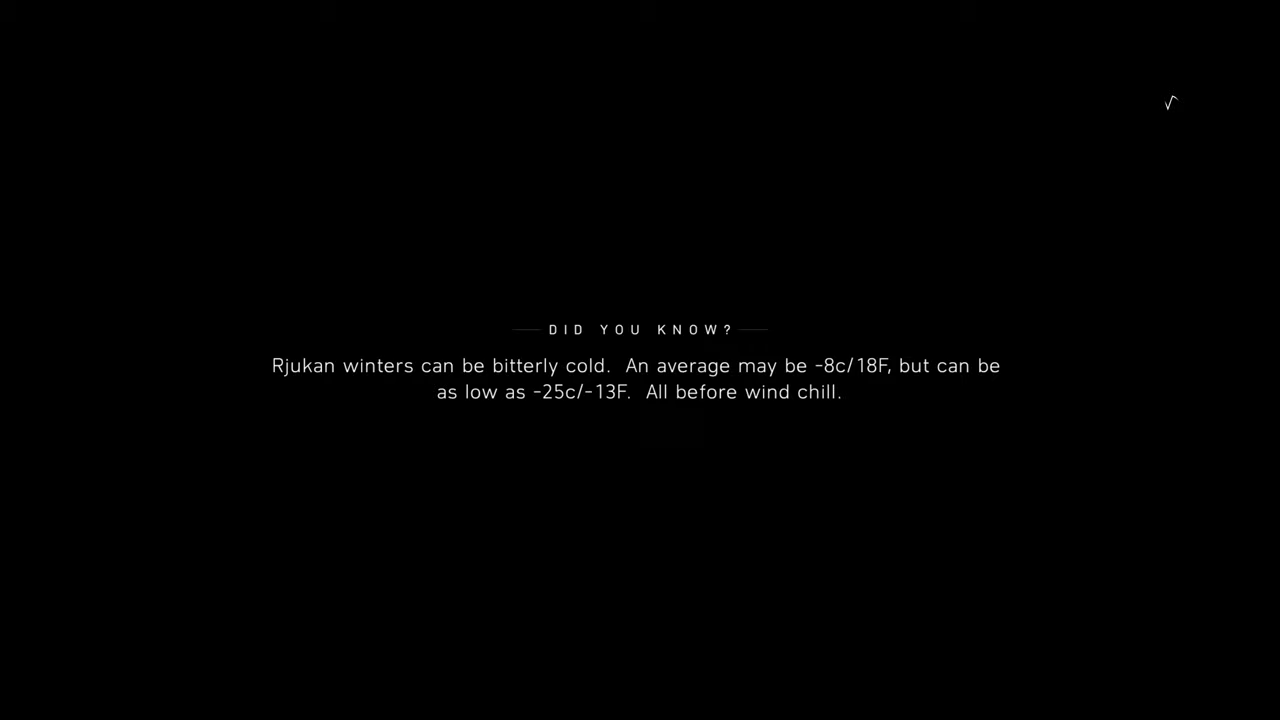 DID YOU KNOW?
Rjukan winters can be bitterly cold.  An average may be -8c/18F, but can be
as low as -25c/-13F.  All before wind chill.